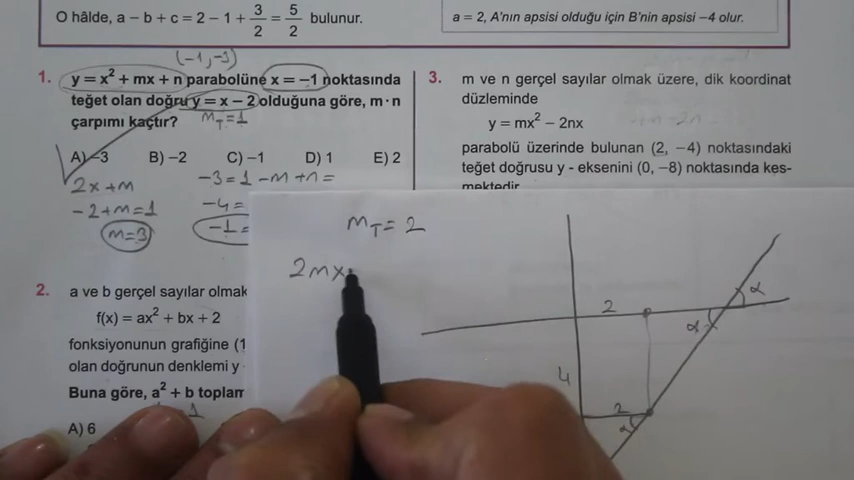 O hâlde, a – b + c = 2 – 1 + 3/2 = 5/2 bulunur.
a = 2, A'nın apsisi olduğu için B'nin apsisi –4 olur.
(-1,-3)
1. y = x² + mx + n parabolüne x = –1 noktasında
teğet olan doğru y = x – 2 olduğuna göre, m · n
m_T = 1
çarpımı kaçtır?
A) –3 B) –2 C) –1 D) 1 E) 2
2x+m
-2+m=1
m=3
-3=1-m+n=
-4=
-1=
2. a ve b gerçel sayılar olmak
f(x) = ax² + bx + 2
fonksiyonunun grafiğine (1
olan doğrunun denklemi y
Buna göre, a² + b toplam
A) 6
3. m ve n gerçel sayılar olmak üzere, dik koordinat
düzleminde
y = mx² – 2nx
parabolü üzerinde bulunan (2, –4) noktasındaki
teğet doğrusu y - eksenini (0, –8) noktasında kes-
mektedir
m_T = 2
2mx
2
α
α
4
2
α